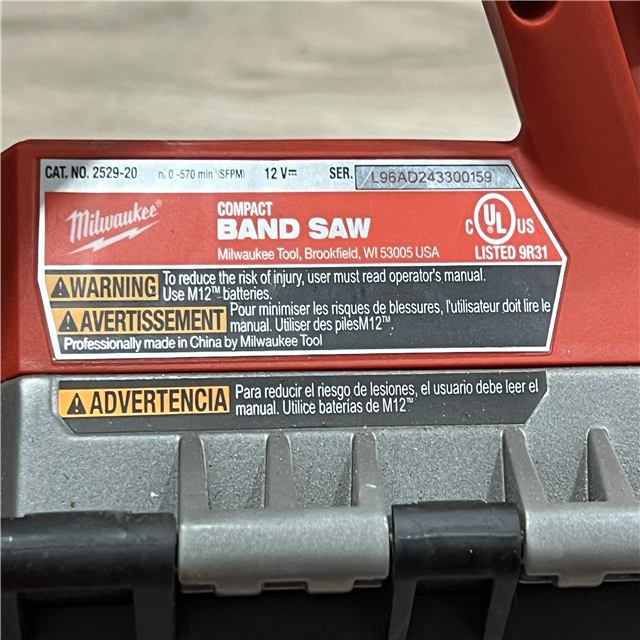 CAT. NO. 2529-20 n₀ 0 -570 min⁻¹(SFPM) 12 V⎓ SER. L96AD243300159
Milwaukee®
COMPACT
BAND SAW
Milwaukee Tool, Brookfield, WI 53005 USA
C UL US
LISTED 9R31
WARNING To reduce the risk of injury, user must read operator's manual.
Use M12™ batteries.
AVERTISSEMENT Pour minimiser les risques de blessures, l'utilisateur doit lire le
manual. Utiliser des pilesM12™.
Professionally made in China by Milwaukee Tool
ADVERTENCIA Para reducir el riesgo de lesiones, el usuario debe leer el
manual. Utilice baterías de M12™